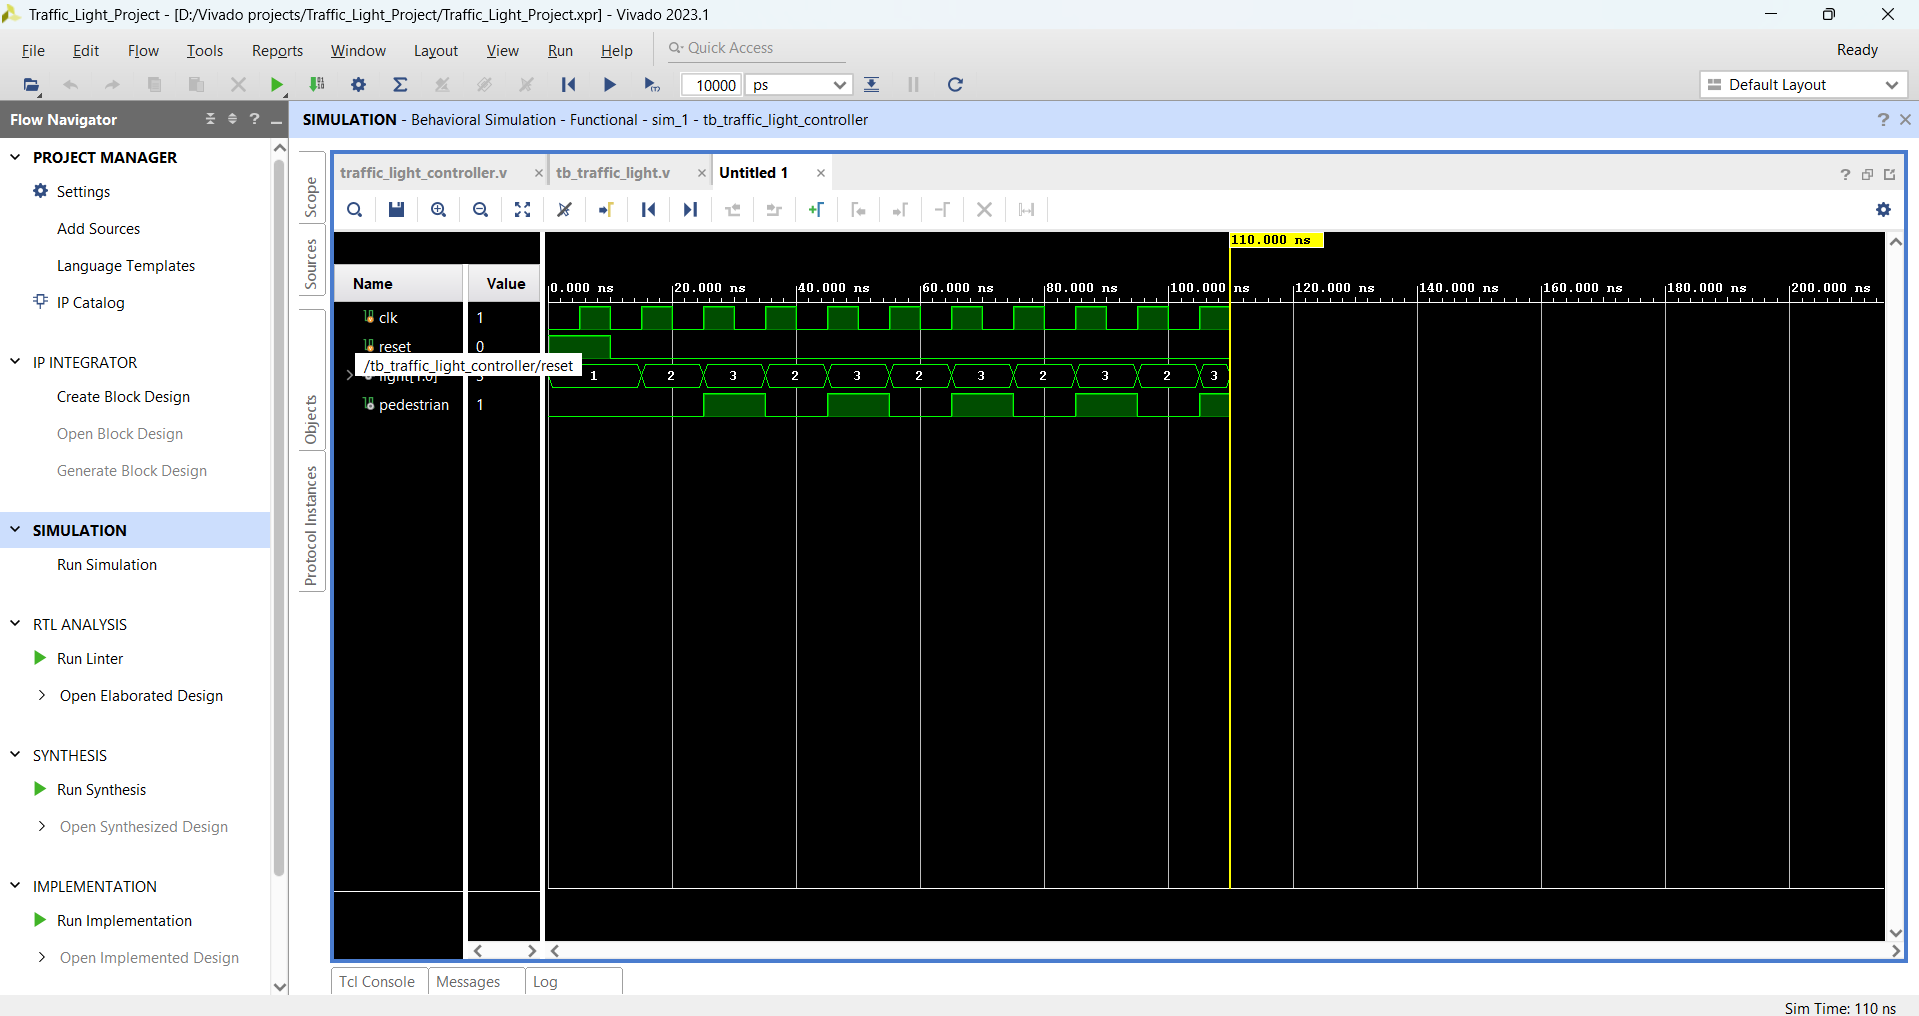 Traffic_Light_Project - [D:/Vivado projects/Traffic_Light_Project/Traffic_Light_Project.xpr] - Vivado 2023.1
File Edit Flow Tools Reports Window Layout View Run Help Quick Access Ready
10000 ps Default Layout
Flow Navigator ?
SIMULATION - Behavioral Simulation - Functional - sim_1 - tb_traffic_light_controller ?
PROJECT MANAGER
Settings
Add Sources
Language Templates
IP Catalog
IP INTEGRATOR
Create Block Design
Open Block Design
Generate Block Design
SIMULATION
Run Simulation
RTL ANALYSIS
Run Linter
Open Elaborated Design
SYNTHESIS
Run Synthesis
Open Synthesized Design
IMPLEMENTATION
Run Implementation
Open Implemented Design
Scope
Sources
Objects
Protocol Instances
traffic_light_controller.v tb_traffic_light.v Untitled 1 ?
110.000 ns
Name Value
0.000 ns 20.000 ns 40.000 ns 60.000 ns 80.000 ns 100.000 ns 120.000 ns 140.000 ns 160.000 ns 180.000 ns 200.000 ns
clk 1
reset 0
/tb_traffic_light_controller/reset
light[1:0] 3 1 2 3 2 3 2 3 2 3 2 3
pedestrian 1
Tcl Console Messages Log
Sim Time: 110 ns